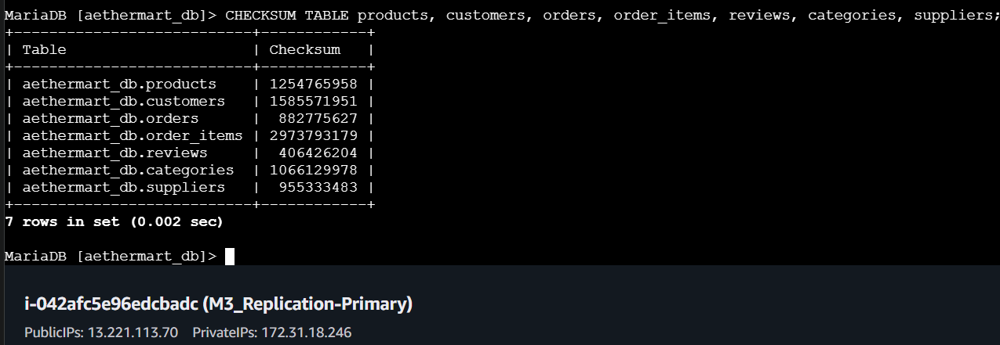 MariaDB [aethermart_db]> CHECKSUM TABLE products, customers, orders, order_items, reviews, categories, suppliers;
+---------------------------+------------+
| Table                     | Checksum   |
+---------------------------+------------+
| aethermart_db.products    | 1254765958 |
| aethermart_db.customers   | 1585571951 |
| aethermart_db.orders      |  882775627 |
| aethermart_db.order_items | 2973793179 |
| aethermart_db.reviews     |  406426204 |
| aethermart_db.categories  | 1066129978 |
| aethermart_db.suppliers   |  955333483 |
+---------------------------+------------+
7 rows in set (0.002 sec)
MariaDB [aethermart_db]>
i-042afc5e96edcbadc (M3_Replication-Primary)
PublicIPs: 13.221.113.70 PrivateIPs: 172.31.18.246